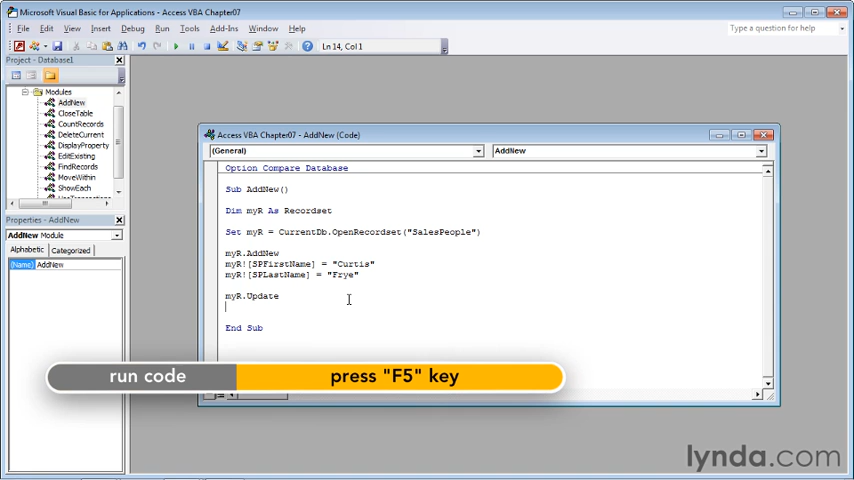 Microsoft Visual Basic for Applications - Access VBA Chapter07
File Edit View Insert Debug Run Tools Add-Ins Window Help
Type a question for help
Ln 14, Col 1
Project - Database1
Modules
AddNew
CloseTable
CountRecords
DeleteCurrent
DisplayProperty
EditExisting
FindRecords
MoveWithin
ShowEach
Properties - AddNew
AddNew Module
Alphabetic Categorized
(Name) AddNew
Access VBA Chapter07 - AddNew (Code)
(General) AddNew
Option Compare Database
Sub AddNew()
Dim myR As Recordset
Set myR = CurrentDb.OpenRecordset("SalesPeople")
myR.AddNew
myR![SPFirstName] = "Curtis"
myR![SPLastName] = "Frye"
myR.Update
End Sub
run code press "F5" key
lynda.com